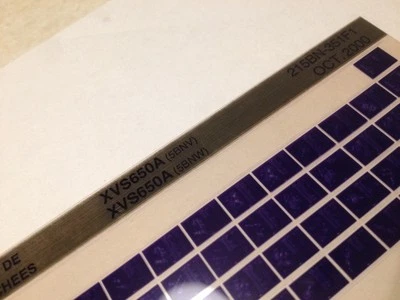 DE
HEES
XVS650A (5BNV)
XVS650A (5BNW)
215BN-351F1
OCT. 2000